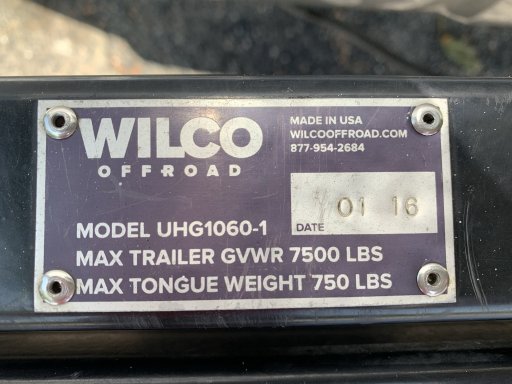 WILCO
OFFROAD
MADE IN USA
WILCOOFFROAD.COM
877-954-2684
DATE 01 16
MODEL UHG1060-1
MAX TRAILER GVWR 7500 LBS
MAX TONGUE WEIGHT 750 LBS